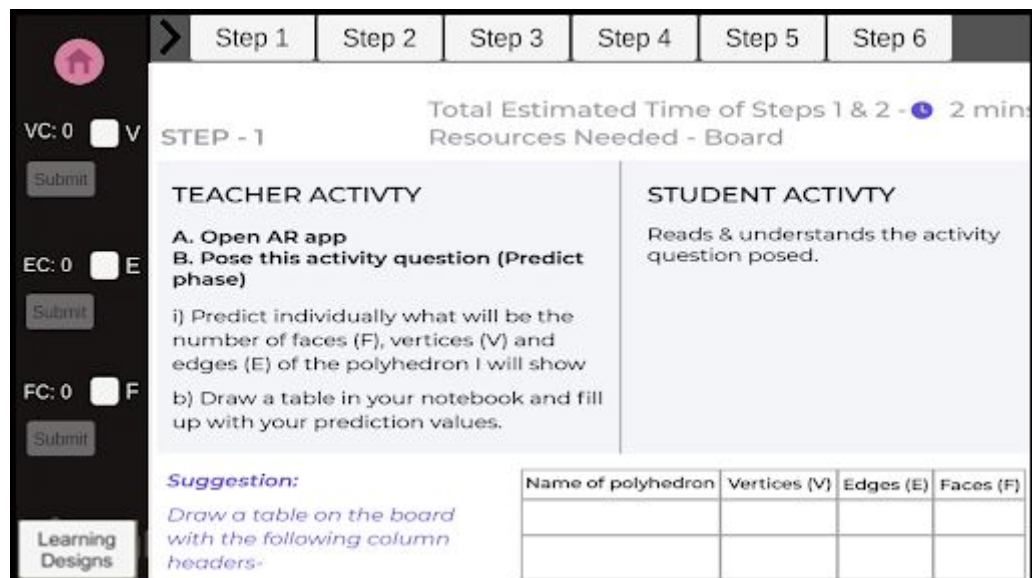 Step 1 Step 2 Step 3 Step 4 Step 5 Step 6
VC: 0 V
Submit
EC: 0 E
Submit
FC: 0 F
Submit
Learning
Designs
Total Estimated Time of Steps 1 & 2 - 2 mins
STEP - 1 Resources Needed - Board
TEACHER ACTIVTY
A. Open AR app
B. Pose this activity question (Predict
phase)
i) Predict individually what will be the
number of faces (F), vertices (V) and
edges (E) of the polyhedron I will show
b) Draw a table in your notebook and fill
up with your prediction values.
STUDENT ACTIVTY
Reads & understands the activity
question posed.
Suggestion:
Draw a table on the board
with the following column
headers-
Name of polyhedron Vertices (V) Edges (E) Faces (F)